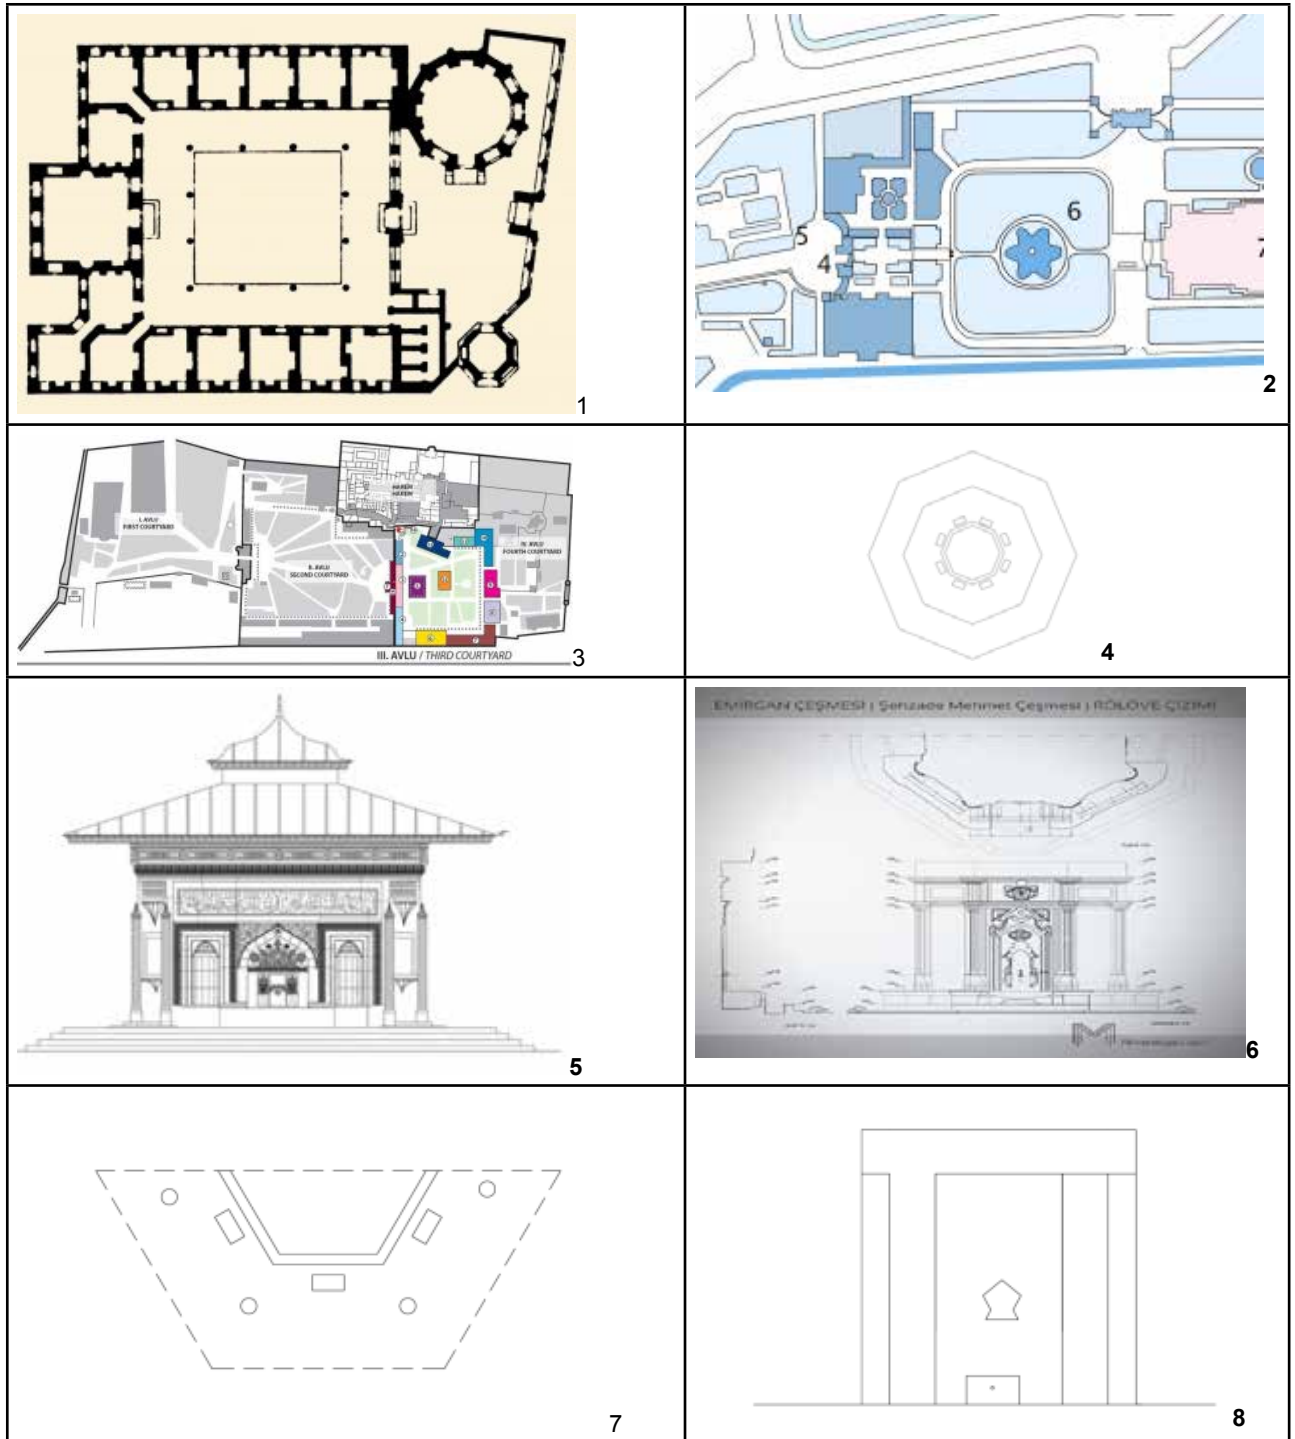 1
5
4
6
7
2
HAREM
HAREM
I. AVLU
FIRST COURTYARD
II. AVLU
SECOND COURTYARD
IV. AVLU
FOURTH COURTYARD
III. AVLU / THIRD COURTYARD
3
4
5
EMİRGAN ÇEŞMESİ | Şehzade Mehmet Çeşmesi | RÖLÖVE ÇİZİMİ
6
7
8